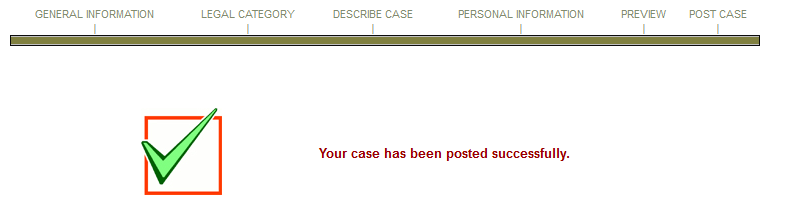 GENERAL INFORMATION LEGAL CATEGORY DESCRIBE CASE PERSONAL INFORMATION PREVIEW POST CASE
Your case has been posted successfully.